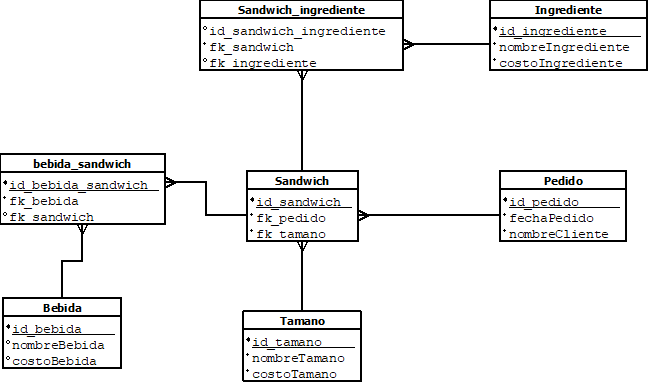 Sandwich_ingrediente
id_sandwich_ingrediente
fk_sandwich
fk_ingrediente
Ingrediente
id_ingrediente
nombreIngrediente
costoIngrediente
bebida_sandwich
id_bebida_sandwich
fk_bebida
fk_sandwich
Sandwich
id_sandwich
fk_pedido
fk_tamano
Pedido
id_pedido
fechaPedido
nombreCliente
Bebida
id_bebida
nombreBebida
costoBebida
Tamano
id_tamano
nombreTamano
costoTamano